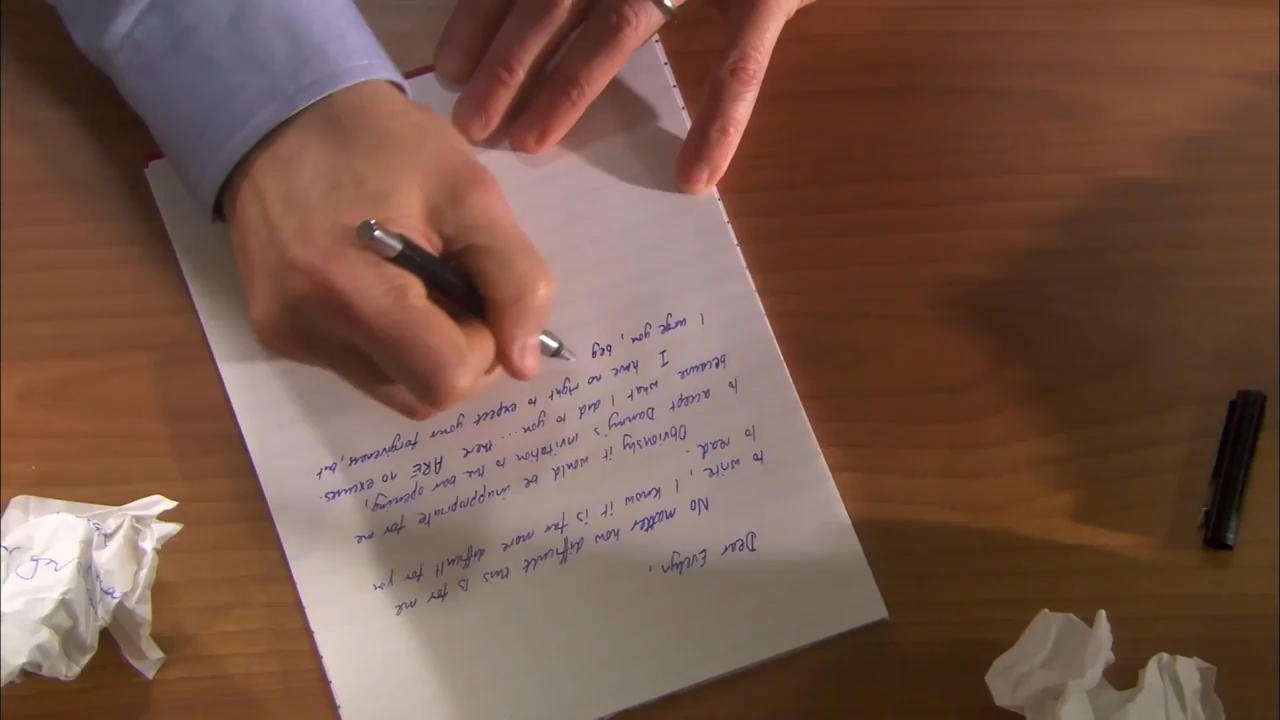 Dear Evelyn,
No matter how difficult this is for me
to write, I know it is far more difficult for you
to read. Obviously it would be inappropriate for me
to accept Danny's invitation to the bar opening,
because what I did to you... there ARE no excuses.
I have no right to expect your forgiveness, but
I urge you, beg